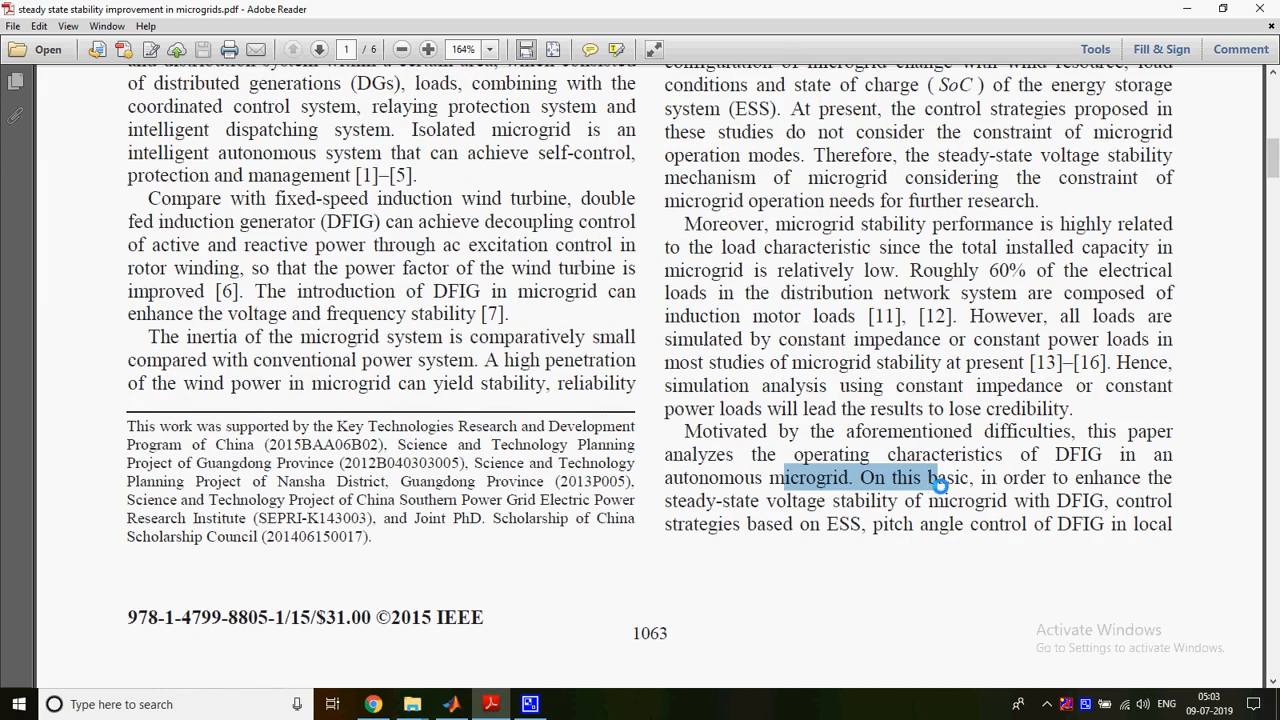 steady state stability improvement in microgrids.pdf - Adobe Reader
File Edit View Window Help
Open 1 / 6 164% Tools Fill & Sign Comment
of distributed generations (DGs), loads, combining with the
coordinated control system, relaying protection system and
intelligent dispatching system. Isolated microgrid is an
intelligent autonomous system that can achieve self-control,
protection and management [1]–[5].
Compare with fixed-speed induction wind turbine, double
fed induction generator (DFIG) can achieve decoupling control
of active and reactive power through ac excitation control in
rotor winding, so that the power factor of the wind turbine is
improved [6]. The introduction of DFIG in microgrid can
enhance the voltage and frequency stability [7].
The inertia of the microgrid system is comparatively small
compared with conventional power system. A high penetration
of the wind power in microgrid can yield stability, reliability
This work was supported by the Key Technologies Research and Development
Program of China (2015BAA06B02), Science and Technology Planning
Project of Guangdong Province (2012B040303005), Science and Technology
Planning Project of Nansha District, Guangdong Province (2013P005),
Science and Technology Project of China Southern Power Grid Electric Power
Research Institute (SEPRI-K143003), and Joint PhD. Scholarship of China
Scholarship Council (201406150017).
configuration of microgrid change with wind resource, load
conditions and state of charge ( SoC ) of the energy storage
system (ESS). At present, the control strategies proposed in
these studies do not consider the constraint of microgrid
operation modes. Therefore, the steady-state voltage stability
mechanism of microgrid considering the constraint of
microgrid operation needs for further research.
Moreover, microgrid stability performance is highly related
to the load characteristic since the total installed capacity in
microgrid is relatively low. Roughly 60% of the electrical
loads in the distribution network system are composed of
induction motor loads [11], [12]. However, all loads are
simulated by constant impedance or constant power loads in
most studies of microgrid stability at present [13]–[16]. Hence,
simulation analysis using constant impedance or constant
power loads will lead the results to lose credibility.
Motivated by the aforementioned difficulties, this paper
analyzes the operating characteristics of DFIG in an
autonomous microgrid. On this basic, in order to enhance the
steady-state voltage stability of microgrid with DFIG, control
strategies based on ESS, pitch angle control of DFIG in local
978-1-4799-8805-1/15/$31.00 ©2015 IEEE
1063
Activate Windows
Go to Settings to activate Windows.
Type here to search
ENG
05:03
09-07-2019